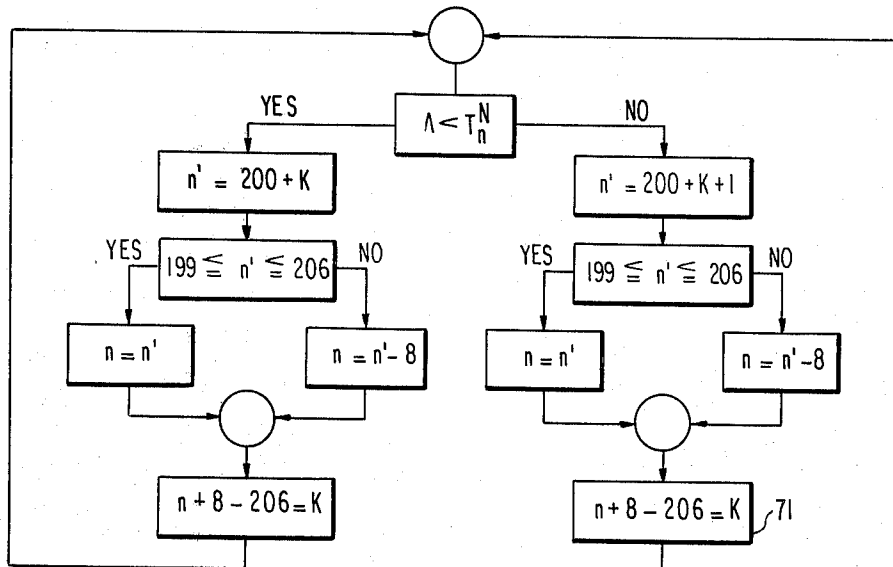 YES
Λ < T_n^N
NO
n' = 200 + K
n' = 200 + K + 1
YES
199 ≦ n' ≦ 206
NO
YES
199 ≦ n' ≦ 206
NO
n = n'
n = n' - 8
n = n'
n = n' - 8
n + 8 - 206 = K
n + 8 - 206 = K
71